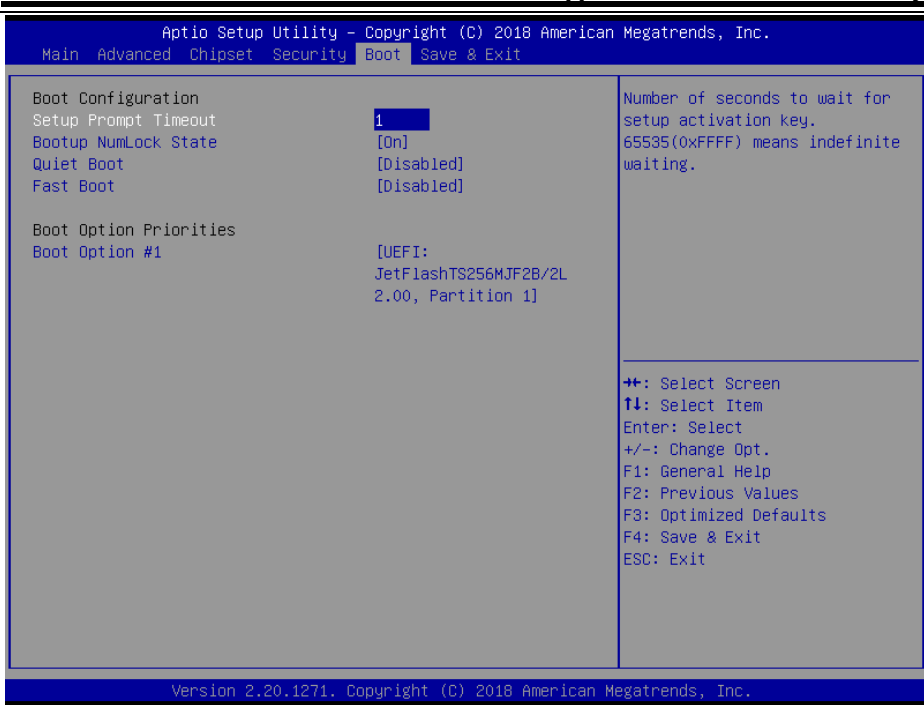 Aptio Setup Utility – Copyright (C) 2018 American Megatrends, Inc.
Main Advanced Chipset Security Boot Save & Exit
Boot Configuration
Setup Prompt Timeout 1
Bootup NumLock State [On]
Quiet Boot [Disabled]
Fast Boot [Disabled]
Boot Option Priorities
Boot Option #1 [UEFI:
JetFlashTS256MJF2B/2L
2.00, Partition 1]
Number of seconds to wait for
setup activation key.
65535(0xFFFF) means indefinite
waiting.
→←: Select Screen
↑↓: Select Item
Enter: Select
+/-: Change Opt.
F1: General Help
F2: Previous Values
F3: Optimized Defaults
F4: Save & Exit
ESC: Exit
Version 2.20.1271. Copyright (C) 2018 American Megatrends, Inc.